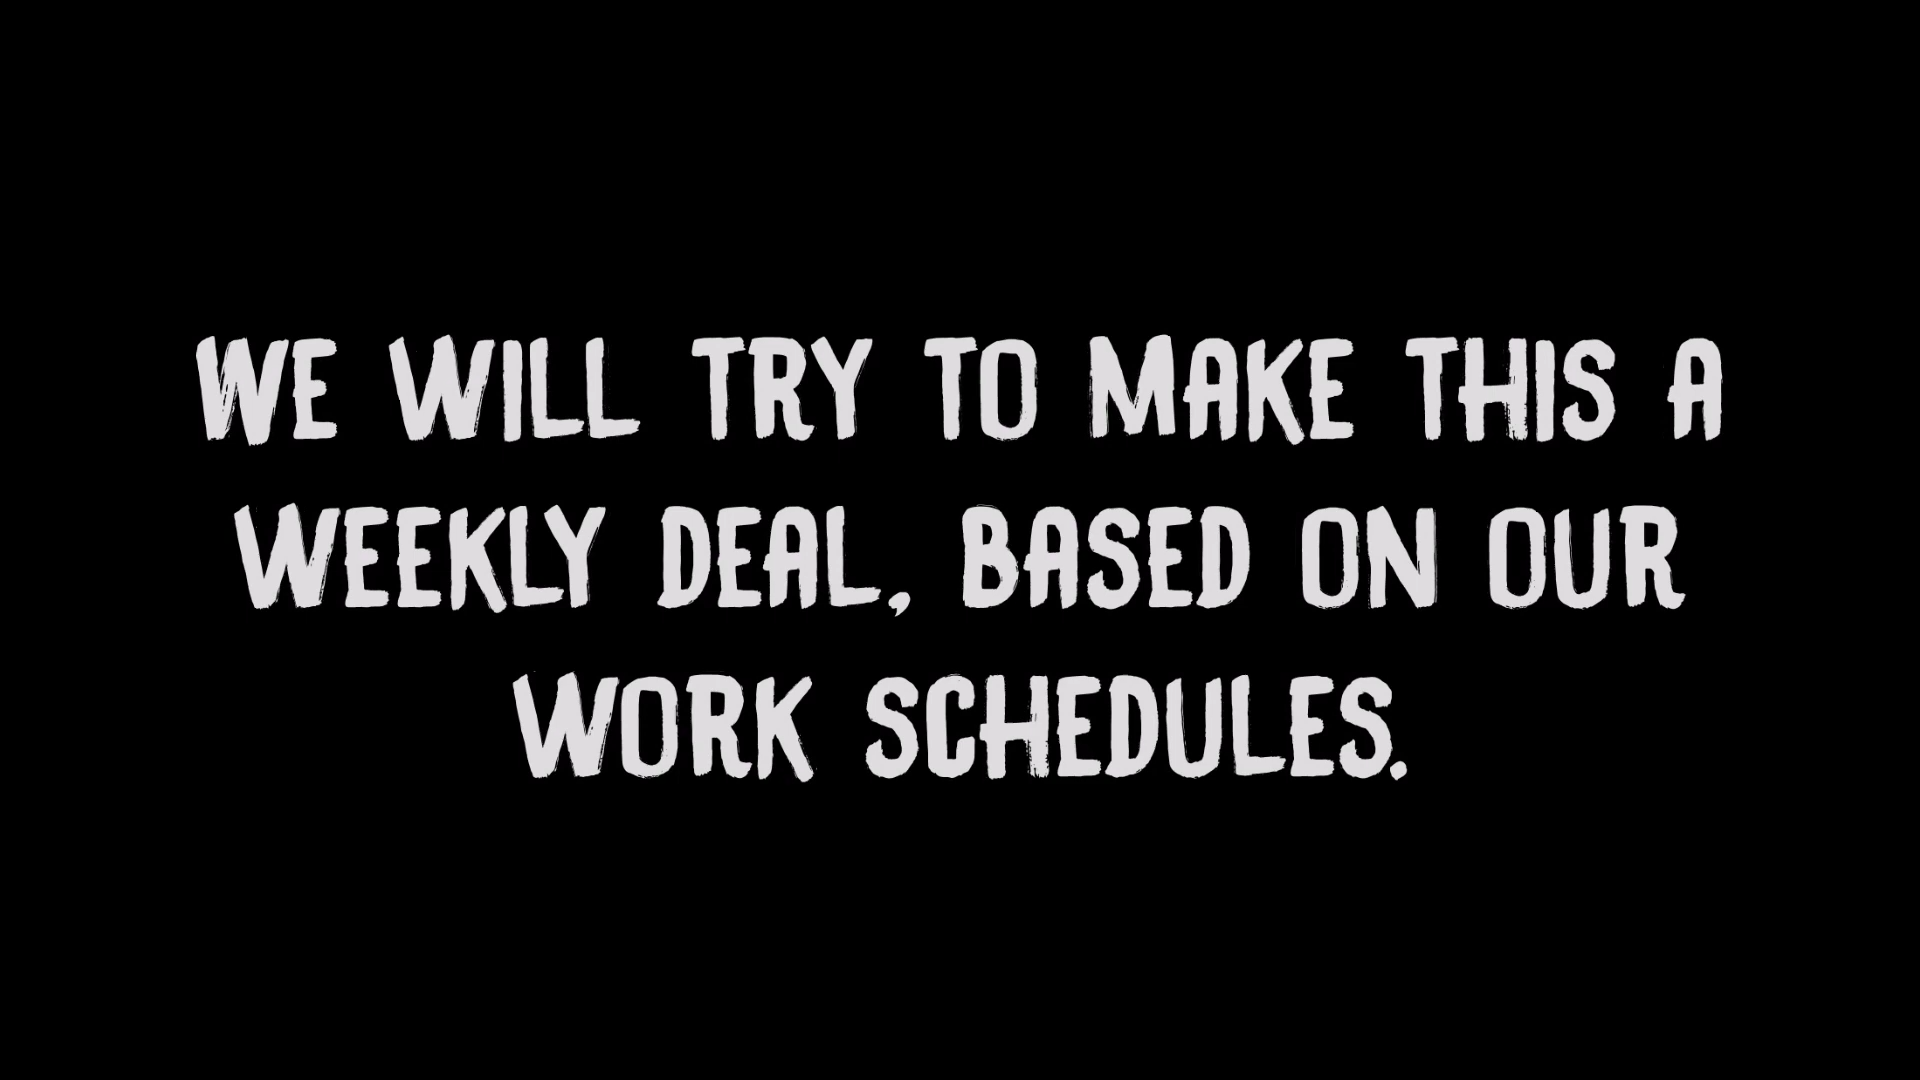 WE WILL TRY TO MAKE THIS A
WEEKLY DEAL, BASED ON OUR
WORK SCHEDULES.